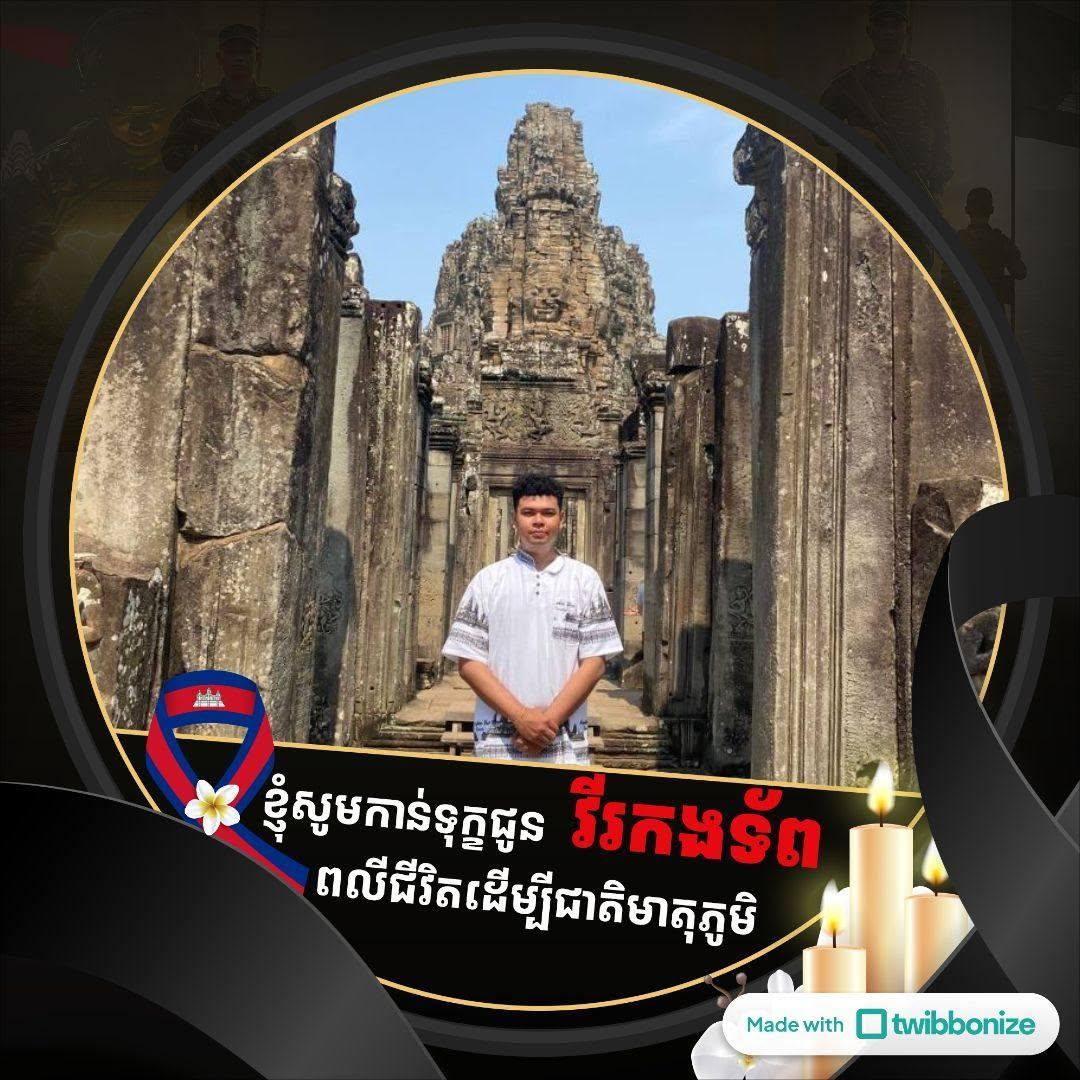 ខ្ញុំសូមកាន់ទុក្ខជូន វីរកងទ័ព
ពលីជីវិតដើម្បីជាតិមាតុភូមិ
Made with twibbonize